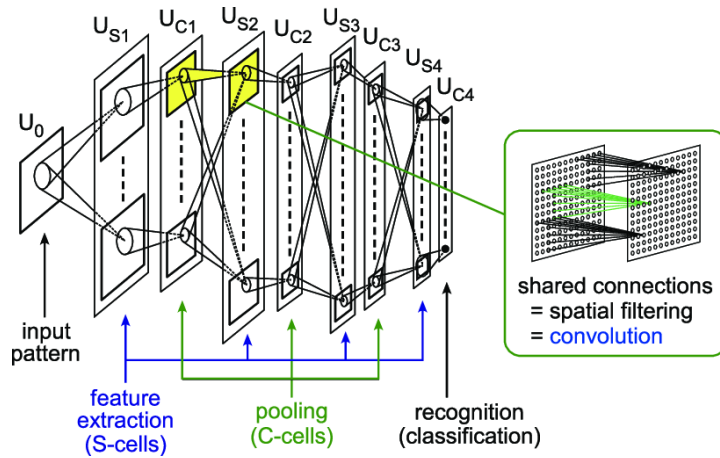 U0
US1
UC1
US2
UC2
US3
UC3
US4
UC4
input
pattern
feature
extraction
(S-cells)
pooling
(C-cells)
recognition
(classification)
shared connections
= spatial filtering
= convolution